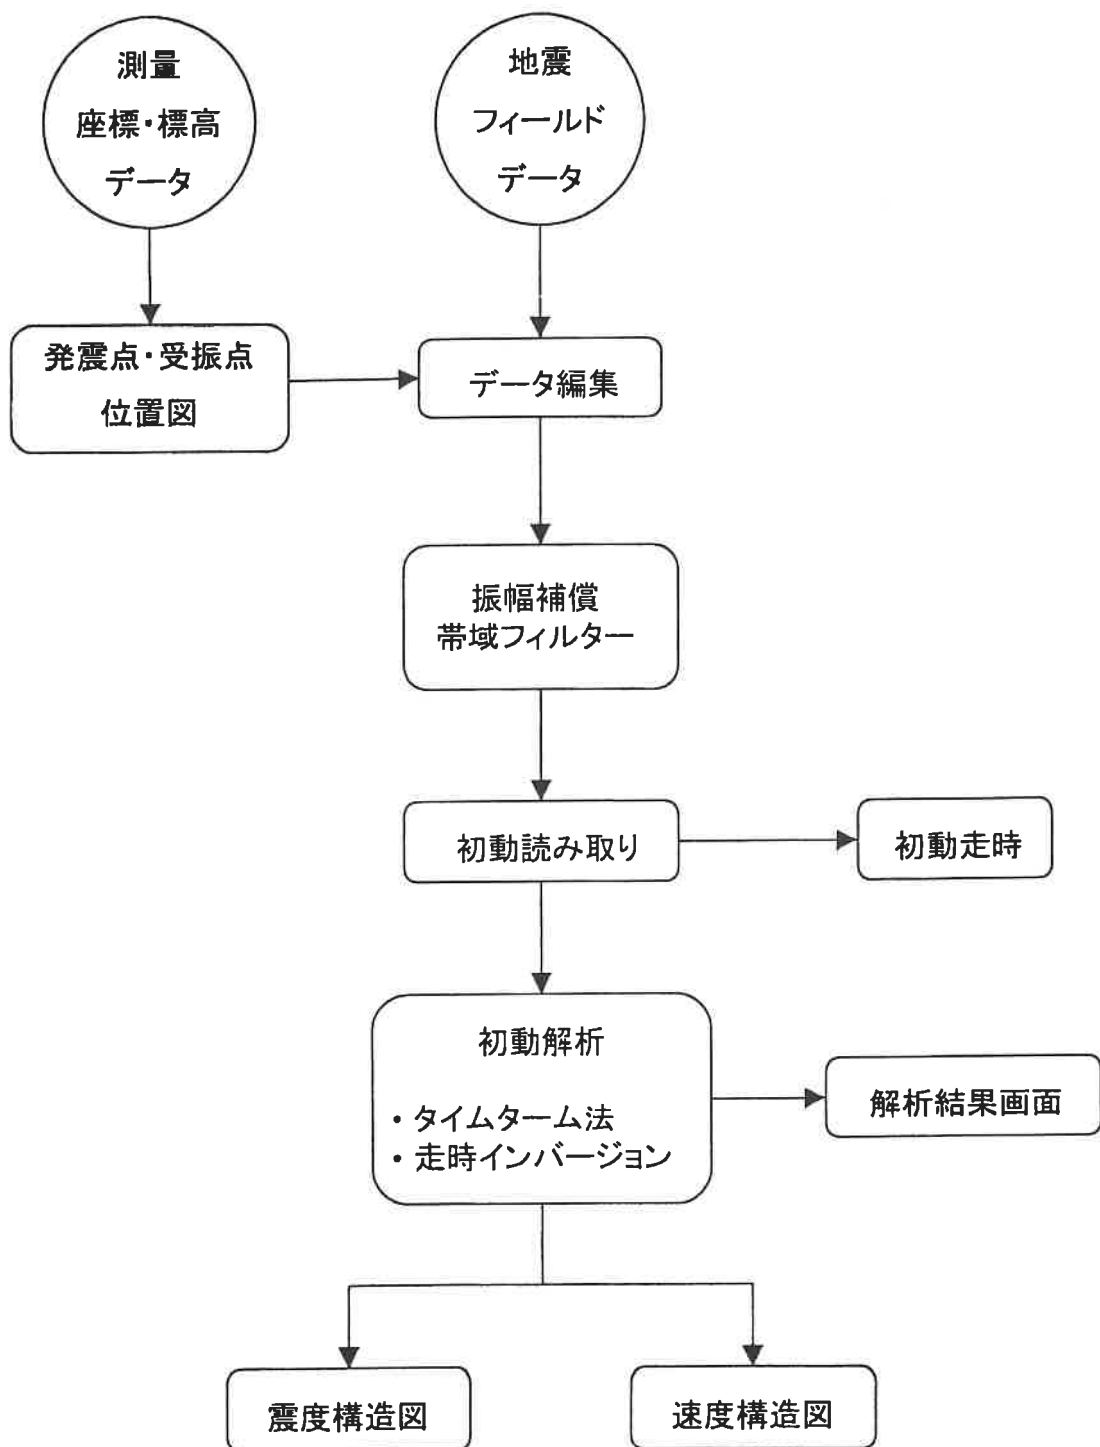 測量
座標・標高
データ
地震
フィールド
データ
発震点・受振点
位置図
データ編集
振幅補償
帯域フィルター
初動読み取り
初動走時
初動解析
・タイムターム法
・走時インバージョン
解析結果画面
震度構造図
速度構造図